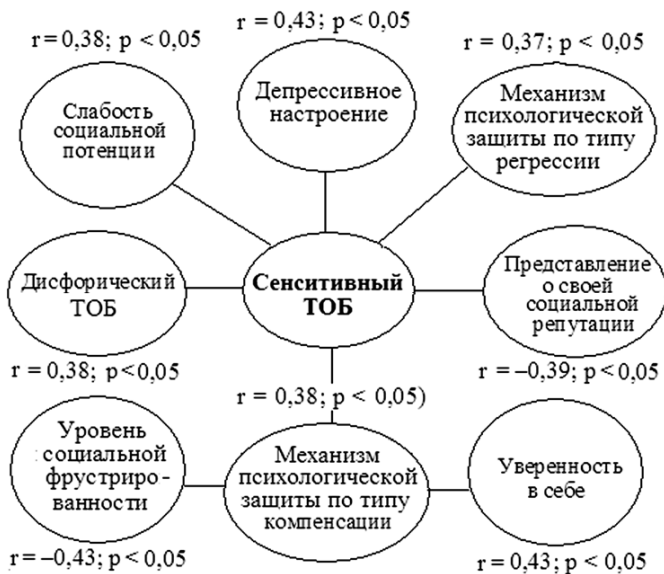 r = 0,38; p < 0,05
r = 0,43; p < 0,05
r = 0,37; p < 0,05
Слабость
социальной
потенции
Депрессивное
настроение
Механизм
психологической
защиты по типу
регрессии
Дисфорический
ТОБ
Сенситивный
ТОБ
Представление
о своей
социальной
репутации
r = 0,38; p < 0,05
r = 0,38; p < 0,05)
r = –0,39; p < 0,05
Уровень
социальной
фрустриро-
ванности
Механизм
психологической
защиты по типу
компенсации
Уверенность
в себе
r = –0,43; p < 0,05
r = 0,43; p < 0,05